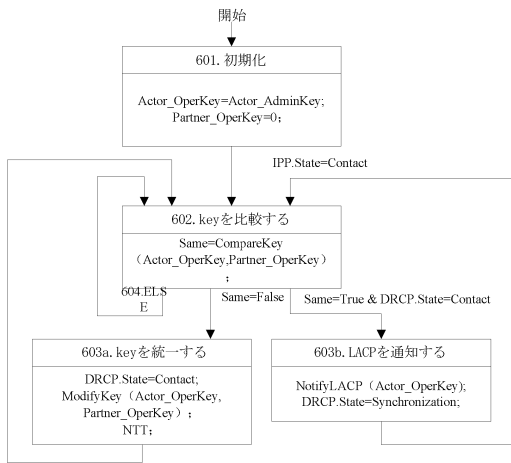 開始
601.初期化
Actor_OperKey=Actor_AdminKey;
Partner_OperKey=0；
IPP.State=Contact
602.keyを比較する
Same=CompareKey
（Actor_OperKey,Partner_OperKey）
；
604.ELS
E
Same=False
Same=True & DRCP.State=Contact
603a.keyを統一する
DRCP.State=Contact;
ModifyKey（Actor_OperKey,
Partner_OperKey）；
NTT；
603b.LACPを通知する
NotifyLACP（Actor_OperKey);
DRCP.State=Synchronization;